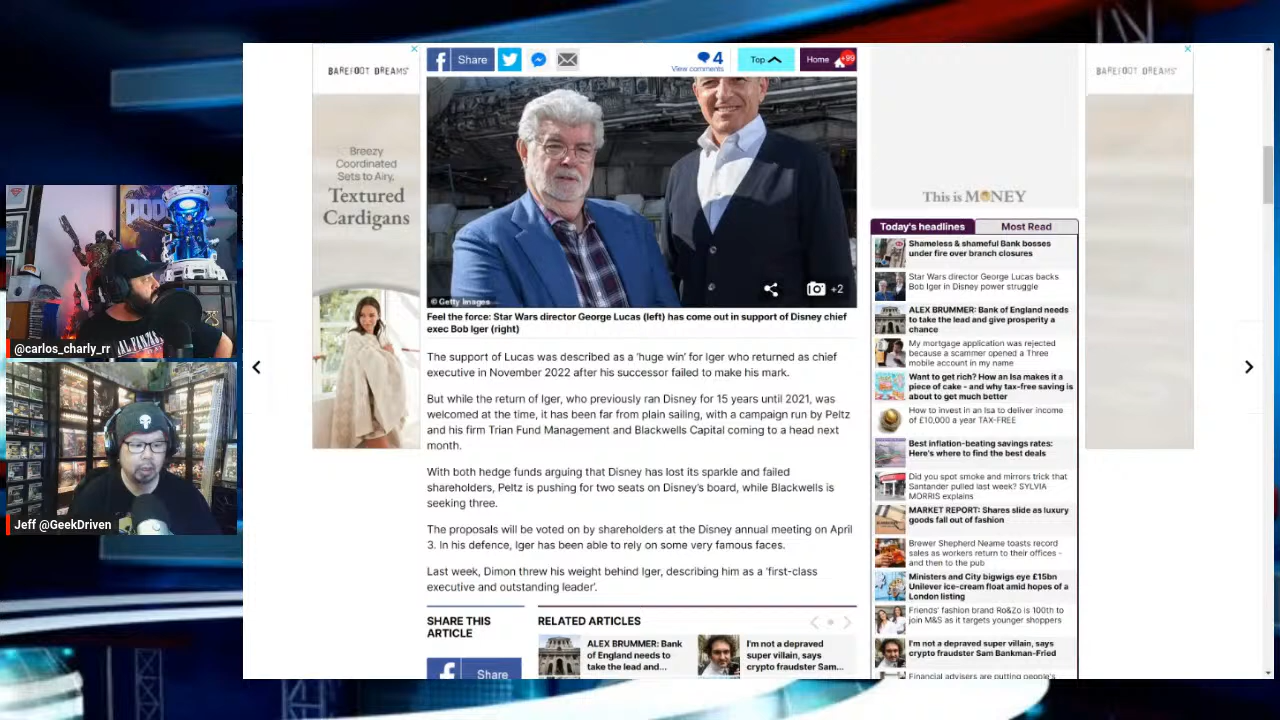 BAREFOOT DREAMS®
Breezy
Coordinated
Sets to Airy,
Textured
Cardigans
f Share
4
View comments
Top
Home
+99
© Getty Images
+2
Feel the force: Star Wars director George Lucas (left) has come out in support of Disney chief
exec Bob Iger (right)
The support of Lucas was described as a 'huge win' for Iger who returned as chief
executive in November 2022 after his successor failed to make his mark.
But while the return of Iger, who previously ran Disney for 15 years until 2021, was
welcomed at the time, it has been far from plain sailing, with a campaign run by Peltz
and his firm Trian Fund Management and Blackwells Capital coming to a head next
month.
With both hedge funds arguing that Disney has lost its sparkle and failed
shareholders, Peltz is pushing for two seats on Disney's board, while Blackwells is
seeking three.
The proposals will be voted on by shareholders at the Disney annual meeting on April
3. In his defence, Iger has been able to rely on some very famous faces.
Last week, Dimon threw his weight behind Iger, describing him as a 'first-class
executive and outstanding leader'.
SHARE THIS
ARTICLE
f Share
RELATED ARTICLES
ALEX BRUMMER: Bank
of England needs to
take the lead and...
I'm not a depraved
super villain, says
crypto fraudster Sam...
This is MONEY
Today's headlines
Most Read
Shameless & shameful Bank bosses
under fire over branch closures
Star Wars director George Lucas backs
Bob Iger in Disney power struggle
ALEX BRUMMER: Bank of England needs
to take the lead and give prosperity a
chance
My mortgage application was rejected
because a scammer opened a Three
mobile account in my name
Want to get rich? How an Isa makes it a
piece of cake - and why tax-free saving is
about to get much better
How to invest in an Isa to deliver income
of £10,000 a year TAX-FREE
Best inflation-beating savings rates:
Here's where to find the best deals
Did you spot smoke and mirrors trick that
Santander pulled last week? SYLVIA
MORRIS explains
MARKET REPORT: Shares slide as luxury
goods fall out of fashion
Brewer Shepherd Neame toasts record
sales as workers return to their offices -
and then to the pub
Ministers and City bigwigs eye £15bn
Unilever ice-cream float amid hopes of a
London listing
Friends' fashion brand Ro&Zo is 100th to
join M&S as it targets younger shoppers
I'm not a depraved super villain, says
crypto fraudster Sam Bankman-Fried
Financial advisers are putting people's
BAREFOOT DREAMS®
DOOM
@carlos_charly_rr
Jeff @GeekDriven